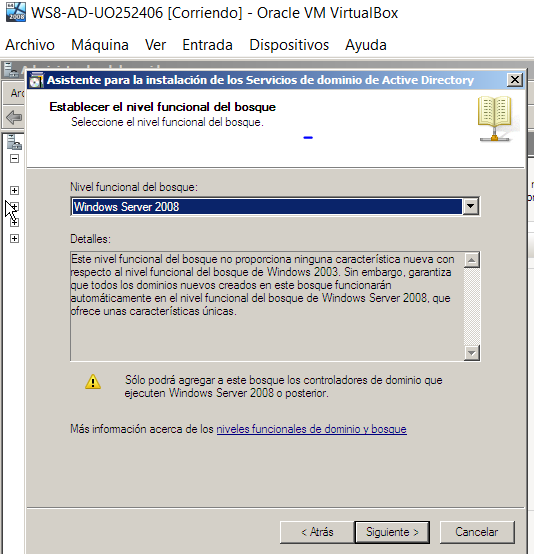 WS8-AD-UO252406 [Corriendo] - Oracle VM VirtualBox
Archivo Máquina Ver Entrada Dispositivos Ayuda
Asistente para la instalación de los Servicios de dominio de Active Directory
Establecer el nivel funcional del bosque
Seleccione el nivel funcional del bosque.
Nivel funcional del bosque:
Windows Server 2008
Detalles:
Este nivel funcional del bosque no proporciona ninguna característica nueva con
respecto al nivel funcional del bosque de Windows 2003. Sin embargo, garantiza
que todos los dominios nuevos creados en este bosque funcionarán
automáticamente en el nivel funcional del bosque de Windows Server 2008, que
ofrece unas características únicas.
Sólo podrá agregar a este bosque los controladores de dominio que
ejecuten Windows Server 2008 o posterior.
Más información acerca de los niveles funcionales de dominio y bosque
< Atrás Siguiente > Cancelar